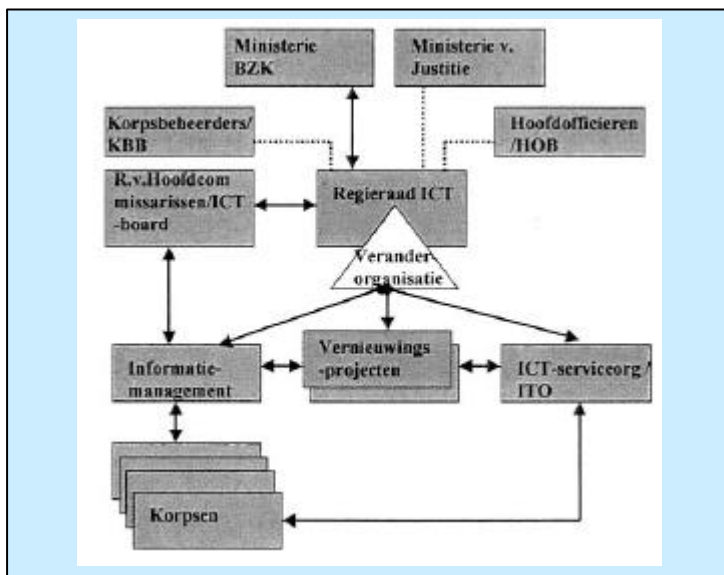 Ministerie
BZK
Ministerie v.
Justitie
Korpsbeheerders/
KBB
Hoofdofficieren
/HOB
R.v.Hoofdcom
missarissen/ICT
-board
Regieraad ICT
Verander-
organisatie
Informatie-
management
Vernieuwings
-projecten
ICT-serviceorg/
ITO
Korpsen